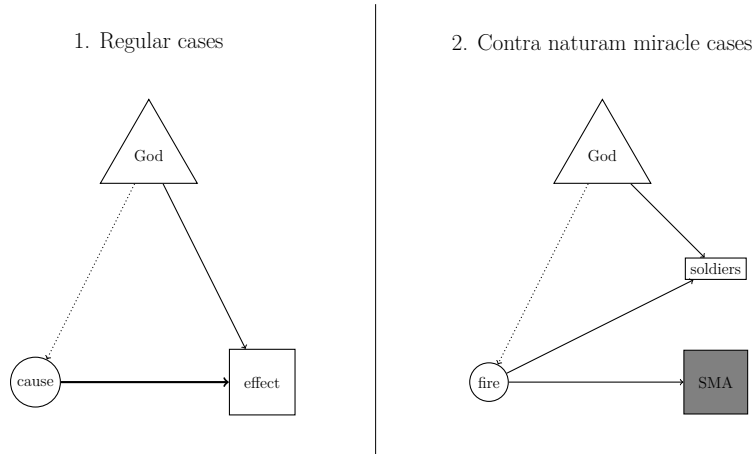 1. Regular cases
God
cause
effect
2. Contra naturam miracle cases
God
soldiers
fire
SMA